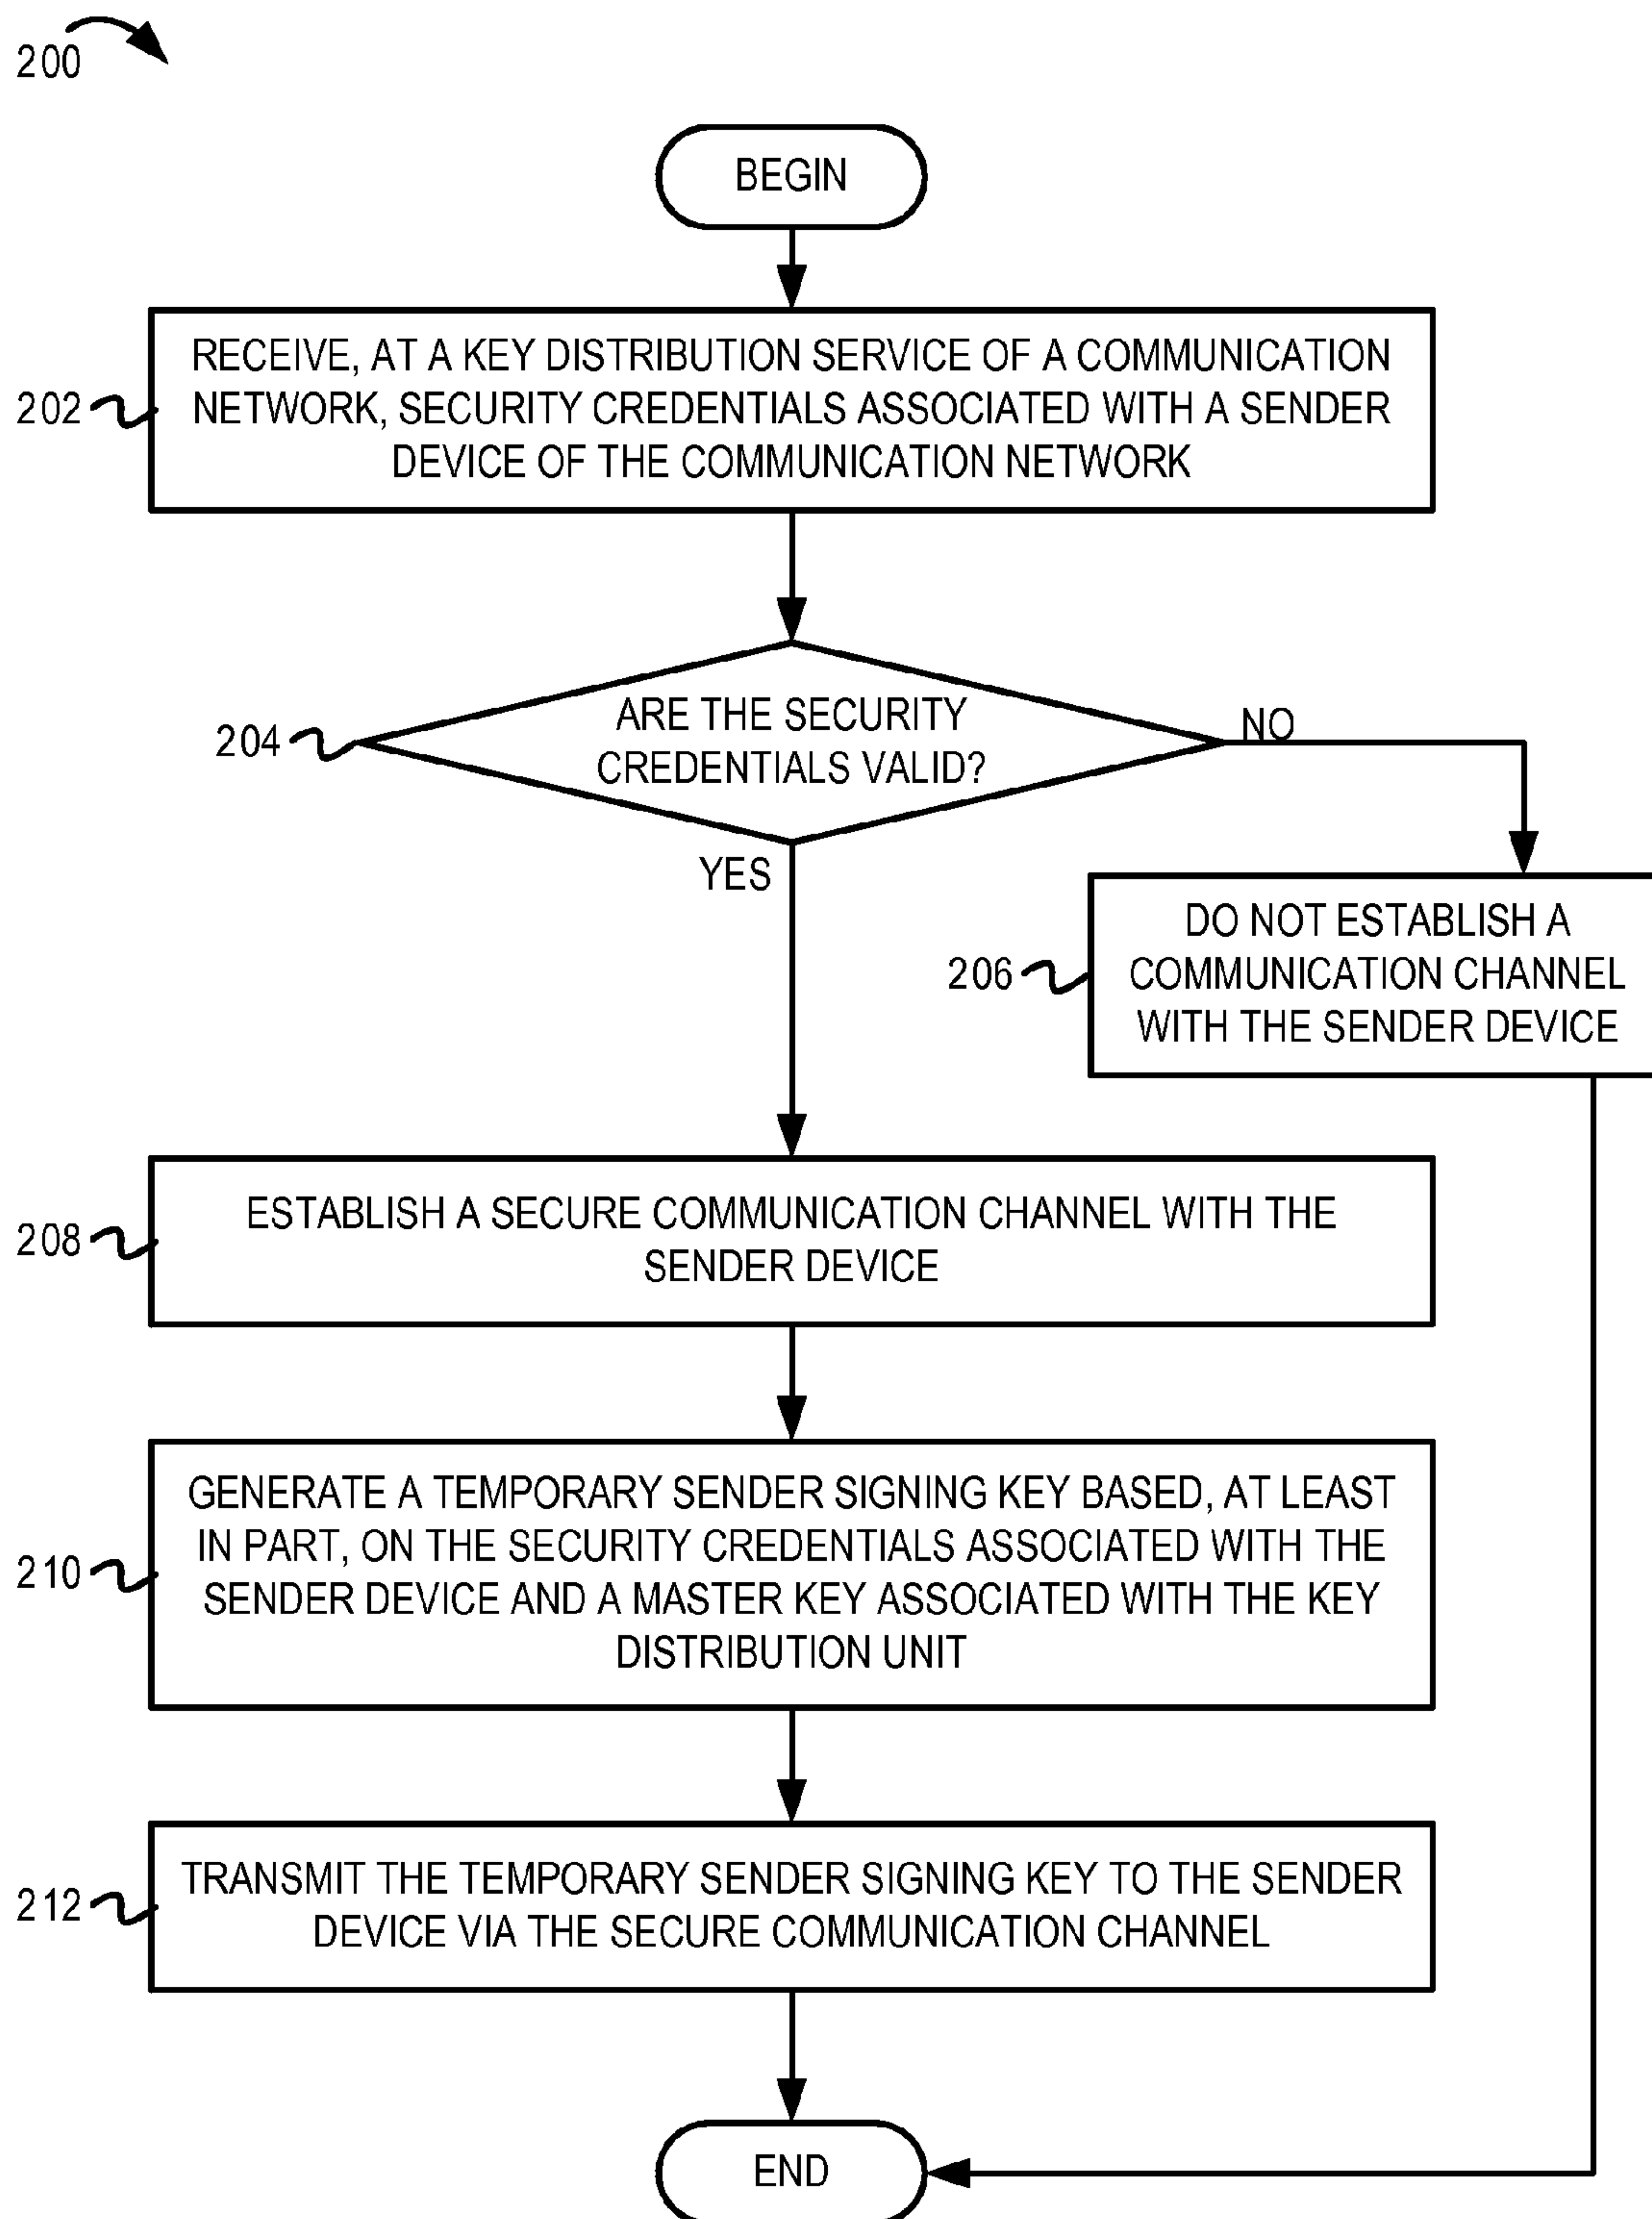 200
BEGIN
RECEIVE, AT A KEY DISTRIBUTION SERVICE OF A COMMUNICATION
NETWORK, SECURITY CREDENTIALS ASSOCIATED WITH A SENDER
DEVICE OF THE COMMUNICATION NETWORK
202
ARE THE SECURITY
CREDENTIALS VALID?
204
NO
YES
DO NOT ESTABLISH A
COMMUNICATION CHANNEL
WITH THE SENDER DEVICE
206
ESTABLISH A SECURE COMMUNICATION CHANNEL WITH THE
SENDER DEVICE
208
GENERATE A TEMPORARY SENDER SIGNING KEY BASED, AT LEAST
IN PART, ON THE SECURITY CREDENTIALS ASSOCIATED WITH THE
SENDER DEVICE AND A MASTER KEY ASSOCIATED WITH THE KEY
DISTRIBUTION UNIT
210
TRANSMIT THE TEMPORARY SENDER SIGNING KEY TO THE SENDER
DEVICE VIA THE SECURE COMMUNICATION CHANNEL
212
END